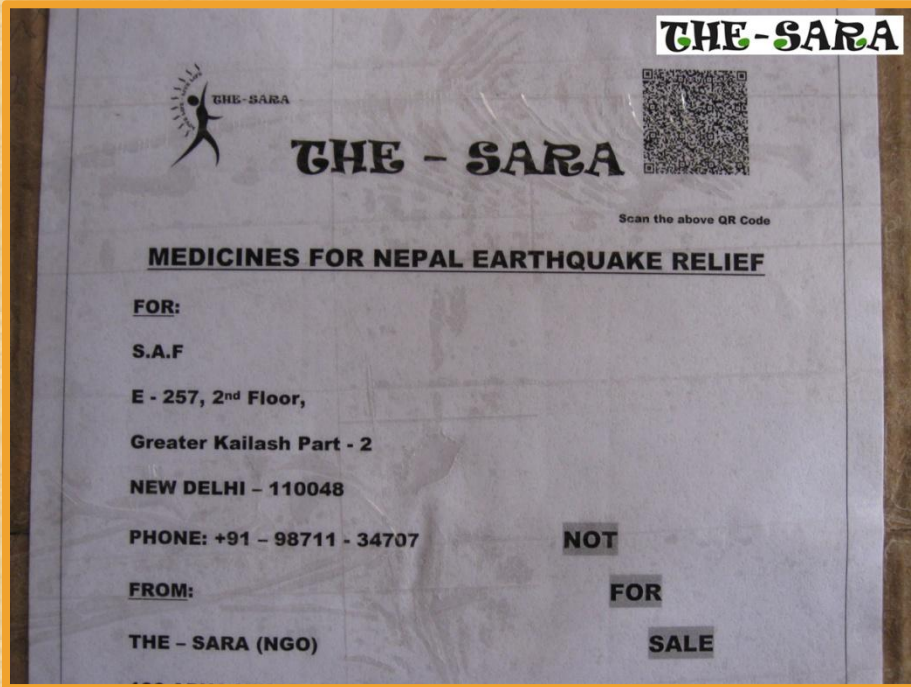 THE-SARA
THE-SARA
THE - SARA
Scan the above QR Code
MEDICINES FOR NEPAL EARTHQUAKE RELIEF
FOR:
S.A.F
E - 257, 2nd Floor,
Greater Kailash Part - 2
NEW DELHI – 110048
PHONE: +91 – 98711 - 34707 NOT
FROM: FOR
THE – SARA (NGO) SALE